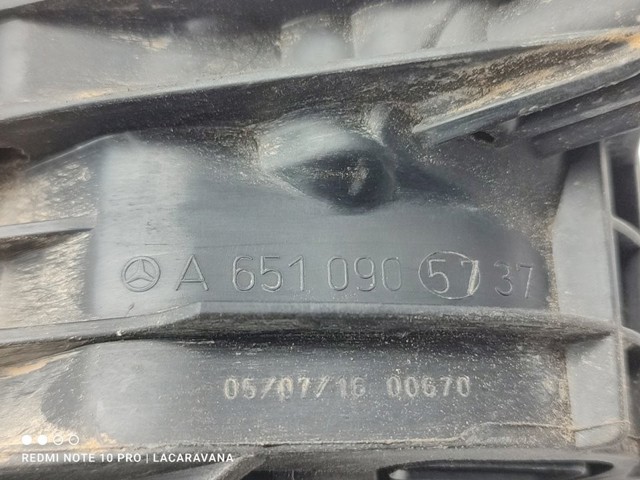 A 651 090 57 37
05/07/16 00670
REDMI NOTE 10 PRO | LACARAVANA